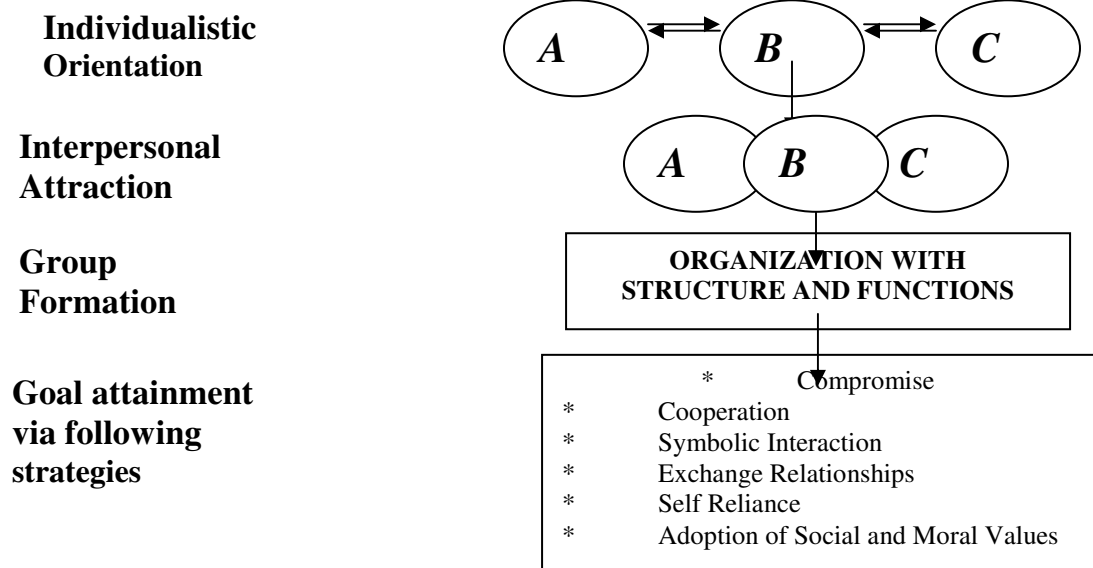 Individualistic
Orientation
A B C
Interpersonal
Attraction
A B C
Group
Formation
ORGANIZATION WITH
STRUCTURE AND FUNCTIONS
Goal attainment
via following
strategies
* Compromise
* Cooperation
* Symbolic Interaction
* Exchange Relationships
* Self Reliance
* Adoption of Social and Moral Values